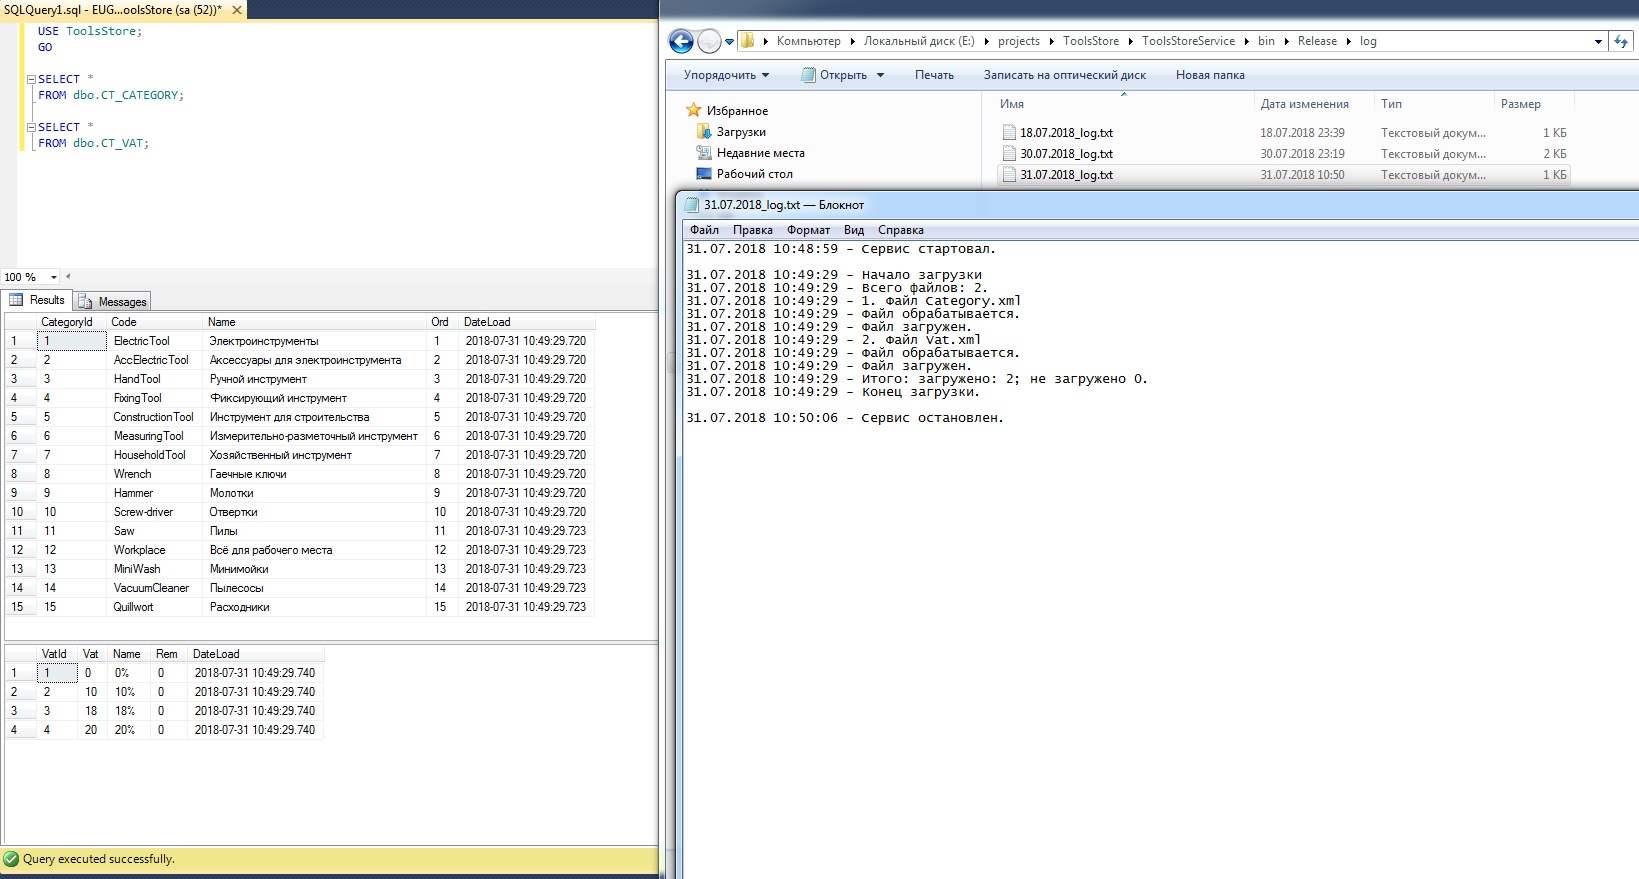 SQLQuery1.sql - EUG...oolsStore (sa (52))*
USE ToolsStore;
GO
SELECT *
FROM dbo.CT_CATEGORY;
SELECT *
FROM dbo.CT_VAT;
100 %
Results Messages
CategoryId Code Name Ord DateLoad
1 1 ElectricTool Электроинструменты 1 2018-07-31 10:49:29.720
2 2 AccElectricTool Аксессуары для электроинструмента 2 2018-07-31 10:49:29.720
3 3 HandTool Ручной инструмент 3 2018-07-31 10:49:29.720
4 4 FixingTool Фиксирующий инструмент 4 2018-07-31 10:49:29.720
5 5 ConstructionTool Инструмент для строительства 5 2018-07-31 10:49:29.720
6 6 MeasuringTool Измерительно-разметочный инструмент 6 2018-07-31 10:49:29.720
7 7 HouseholdTool Хозяйственный инструмент 7 2018-07-31 10:49:29.720
8 8 Wrench Гаечные ключи 8 2018-07-31 10:49:29.720
9 9 Hammer Молотки 9 2018-07-31 10:49:29.720
10 10 Screw-driver Отвертки 10 2018-07-31 10:49:29.720
11 11 Saw Пилы 11 2018-07-31 10:49:29.723
12 12 Workplace Всё для рабочего места 12 2018-07-31 10:49:29.723
13 13 MiniWash Минимойки 13 2018-07-31 10:49:29.723
14 14 VacuumCleaner Пылесосы 14 2018-07-31 10:49:29.723
15 15 Quillwort Расходники 15 2018-07-31 10:49:29.723
VatId Vat Name Rem DateLoad
1 1 0 0% 0 2018-07-31 10:49:29.740
2 2 10 10% 0 2018-07-31 10:49:29.740
3 3 18 18% 0 2018-07-31 10:49:29.740
4 4 20 20% 0 2018-07-31 10:49:29.740
Query executed successfully.
Компьютер Локальный диск (E:) projects ToolsStore ToolsStoreService bin Release log
Упорядочить Открыть Печать Записать на оптический диск Новая папка
Избранное
Загрузки
Недавние места
Рабочий стол
Имя Дата изменения Тип Размер
18.07.2018_log.txt 18.07.2018 23:39 Текстовый докум... 1 КБ
30.07.2018_log.txt 30.07.2018 23:19 Текстовый докум... 2 КБ
31.07.2018_log.txt 31.07.2018 10:50 Текстовый докум... 1 КБ
31.07.2018_log.txt — Блокнот
Файл Правка Формат Вид Справка
31.07.2018 10:48:59 - Сервис стартовал.
31.07.2018 10:49:29 - Начало загрузки
31.07.2018 10:49:29 - Всего файлов: 2.
31.07.2018 10:49:29 - 1. Файл Category.xml
31.07.2018 10:49:29 - Файл обрабатывается.
31.07.2018 10:49:29 - Файл загружен.
31.07.2018 10:49:29 - 2. Файл Vat.xml
31.07.2018 10:49:29 - Файл обрабатывается.
31.07.2018 10:49:29 - Файл загружен.
31.07.2018 10:49:29 - Итого: загружено: 2; не загружено 0.
31.07.2018 10:49:29 - Конец загрузки.
31.07.2018 10:50:06 - Сервис остановлен.